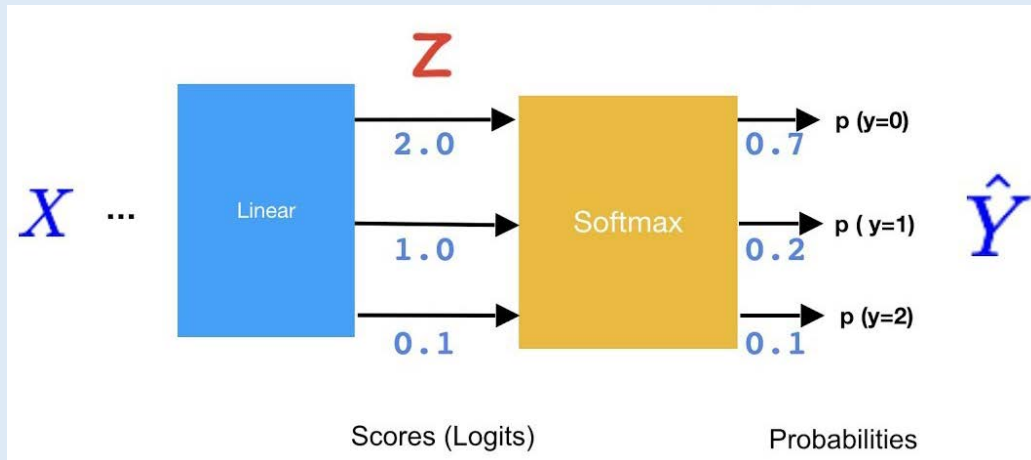 Z
2.0
1.0
0.1
X ...
Linear
Softmax
0.7
0.2
0.1
p (y=0)
p ( y=1)
p (y=2)
Ŷ
Scores (Logits)
Probabilities